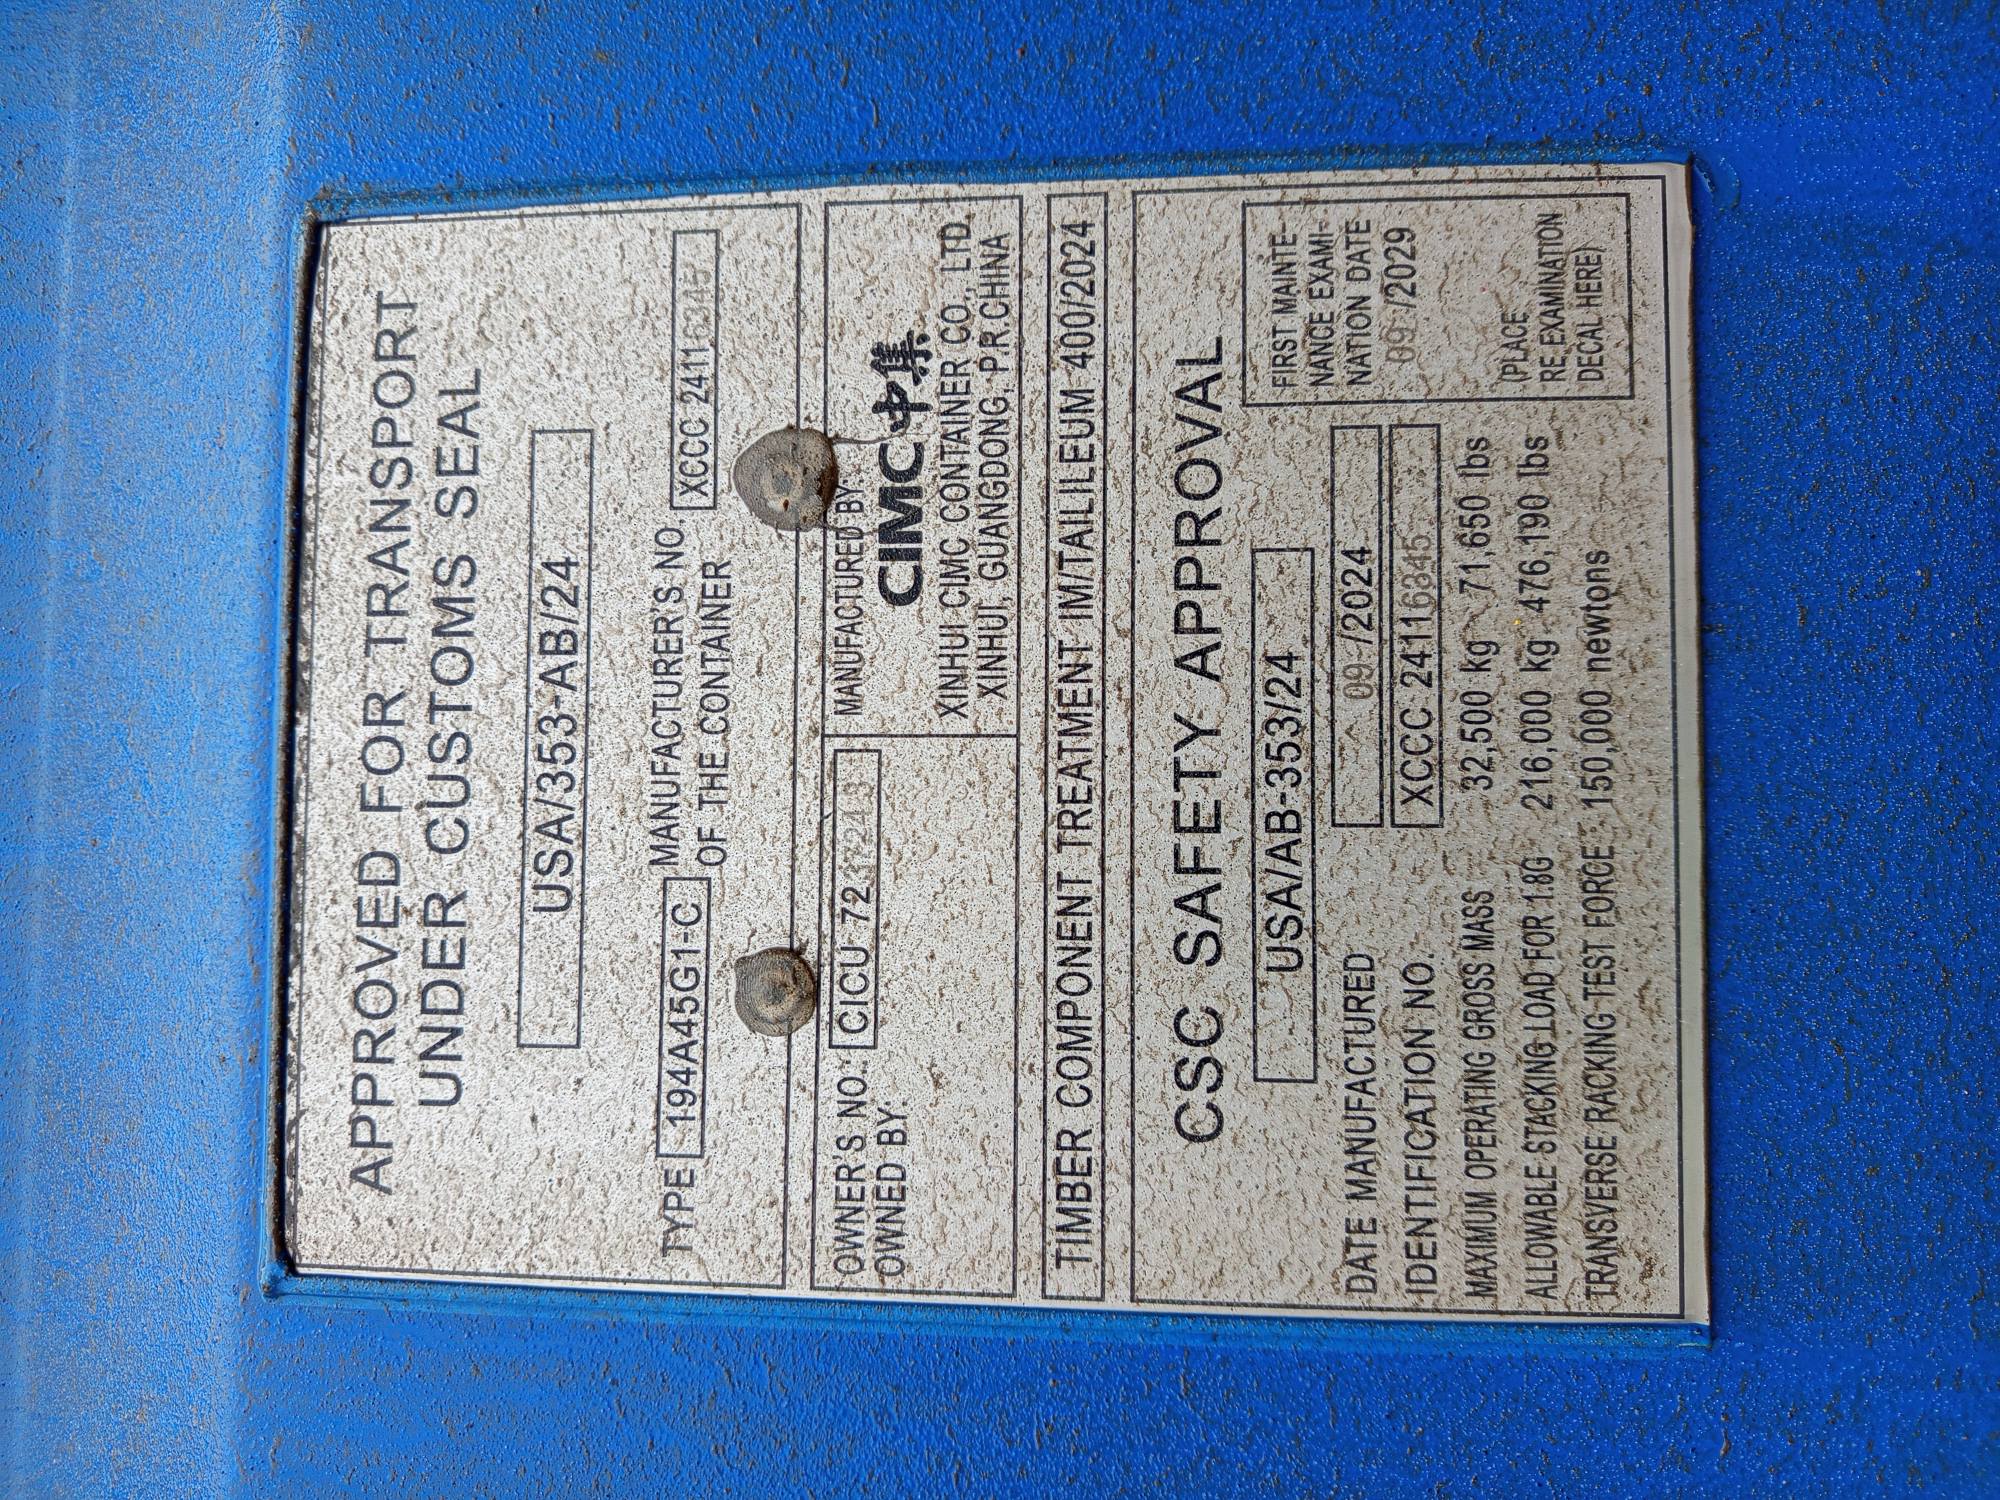 APPROVED FOR TRANSPORT
UNDER CUSTOMS SEAL
USA/353-AB/24
TYPE 194A45G1-C MANUFACTURER'S NO. OF THE CONTAINER XCCC 24116345
OWNER'S NO.: CICU 72
OWNED BY:
MANUFACTURED BY:
CIMC 中集
XINHUI CIMC CONTAINER CO., LTD.
XINHUI, GUANGDONG, P.R.CHINA
TIMBER COMPONENT TREATMENT IM/TAILILEUM 400/2024
CSC SAFETY APPROVAL
USA/AB-353/24
DATE MANUFACTURED 09 /2024
IDENTIFICATION NO. XCCC 24116345
MAXIMUM OPERATING GROSS MASS 32,500 kg 71,650 lbs
ALLOWABLE STACKING LOAD FOR 1.8G 216,000 kg 476,190 lbs
TRANSVERSE RACKING TEST FORCE: 150,000 newtons
FIRST MAINTE-
NANCE EXAMI-
NATION DATE
09 /2029
(PLACE
RE EXAMINATION
DECAL HERE)